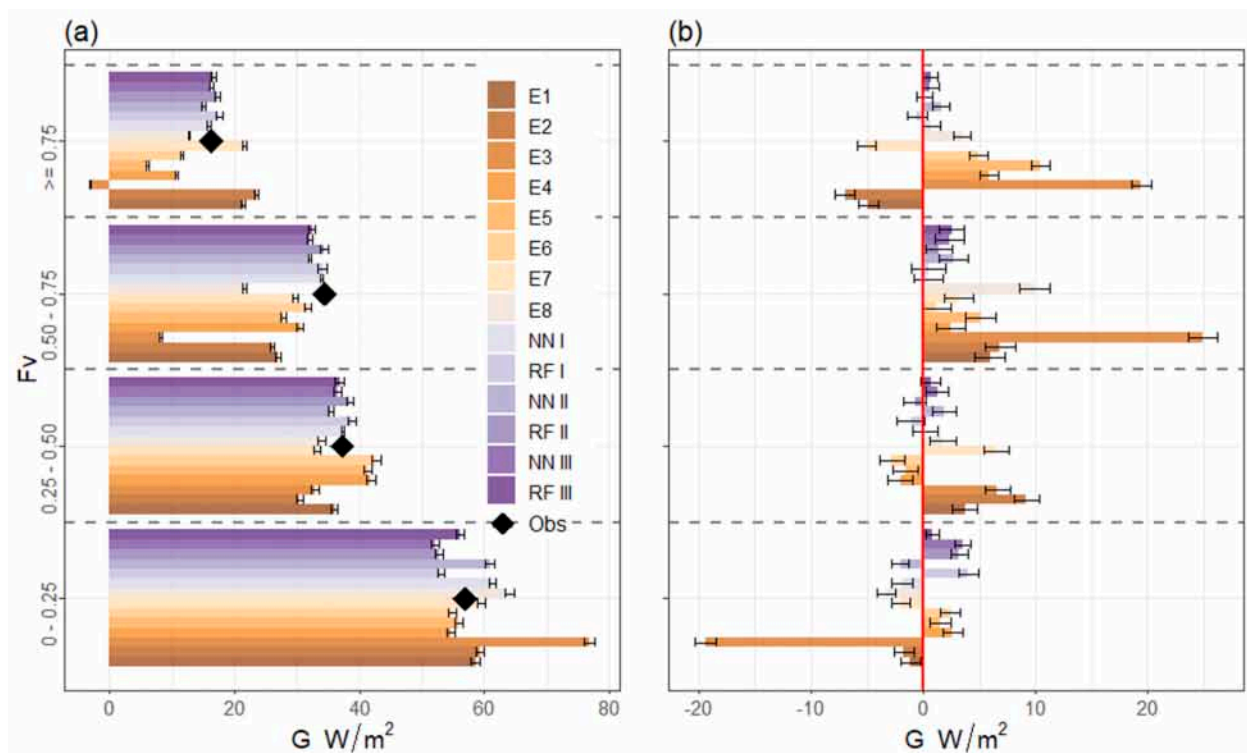 (a)
(b)
Fv
>= 0,75
0.50 - 0.75
0.25 - 0.50
0 - 0.25
E1
E2
E3
E4
E5
E6
E7
E8
NN I
RF I
NN II
RF II
NN III
RF III
Obs
0 20 40 60 80
-20 -10 0 10 20
G W/m²
G W/m²